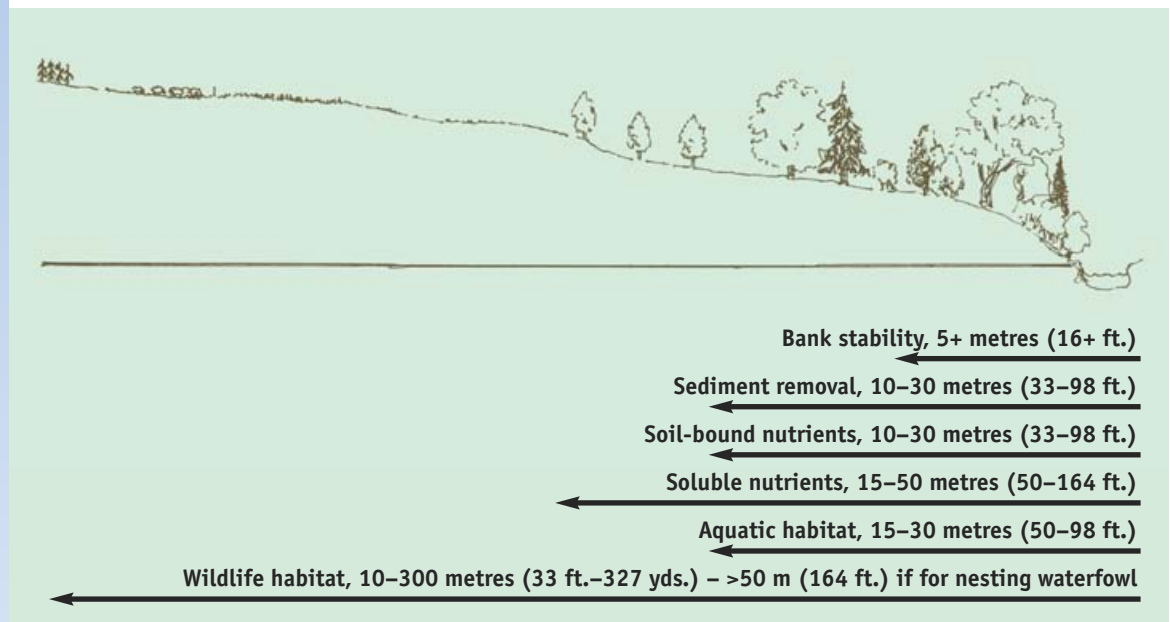 Bank stability, 5+ metres (16+ ft.)
Sediment removal, 10–30 metres (33–98 ft.)
Soil-bound nutrients, 10–30 metres (33–98 ft.)
Soluble nutrients, 15–50 metres (50–164 ft.)
Aquatic habitat, 15–30 metres (50–98 ft.)
Wildlife habitat, 10–300 metres (33 ft.–327 yds.) – >50 m (164 ft.) if for nesting waterfowl